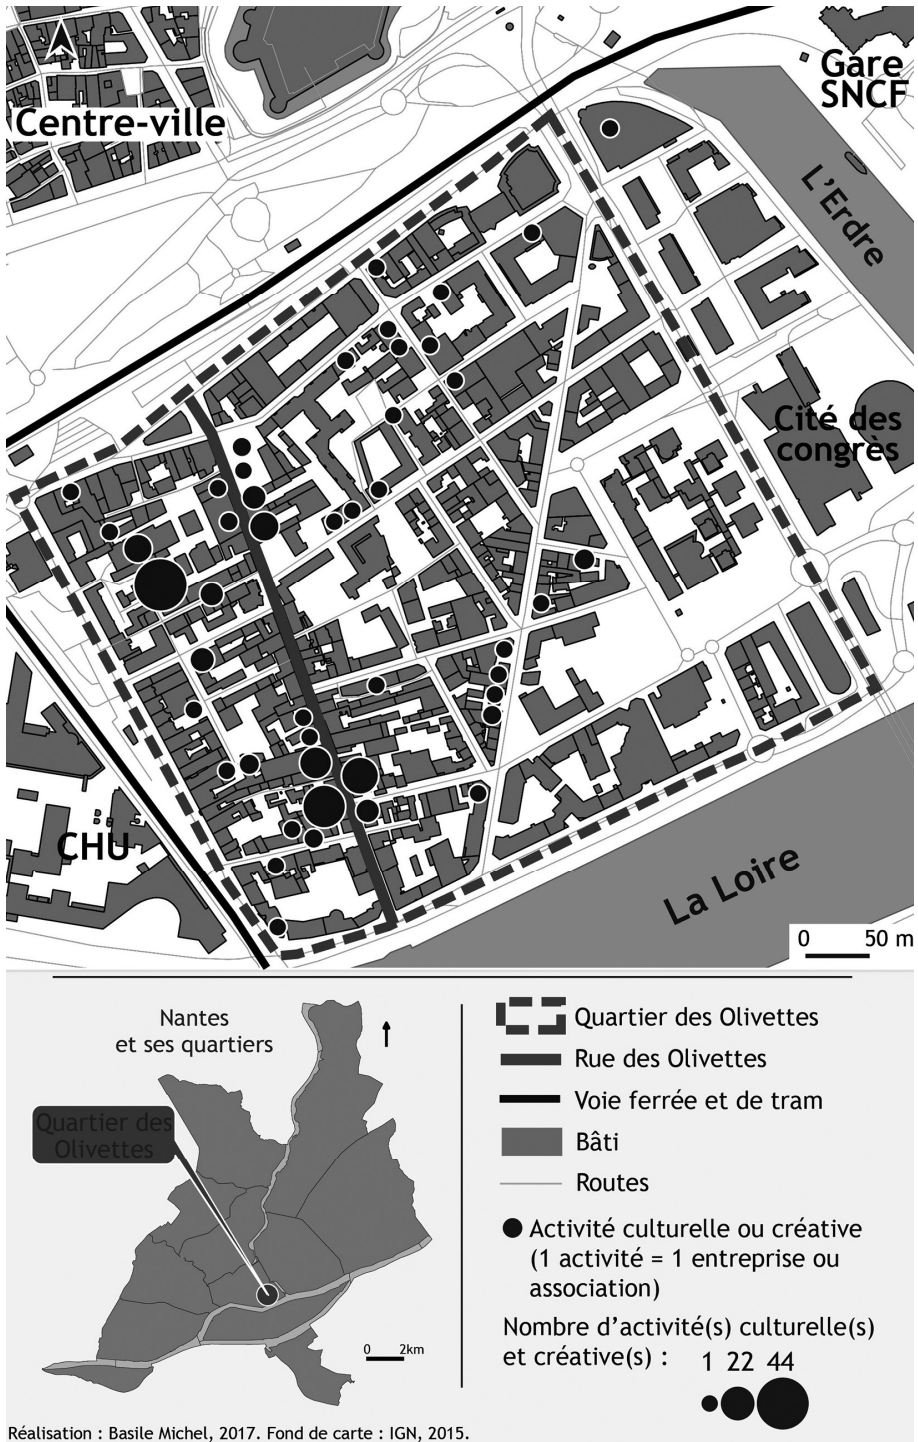 Gare
SNCF
Centre-ville
L'Erdre
Cité des
congrès
CHU
La Loire
0 50 m
Nantes
et ses quartiers
Quartier des
Olivettes
0 2km
Quartier des Olivettes
Rue des Olivettes
Voie ferrée et de tram
Bâti
Routes
Activité culturelle ou créative
(1 activité = 1 entreprise ou
association)
Nombre d'activité(s) culturelle(s)
et créative(s) : 1 22 44
Réalisation : Basile Michel, 2017. Fond de carte : IGN, 2015.